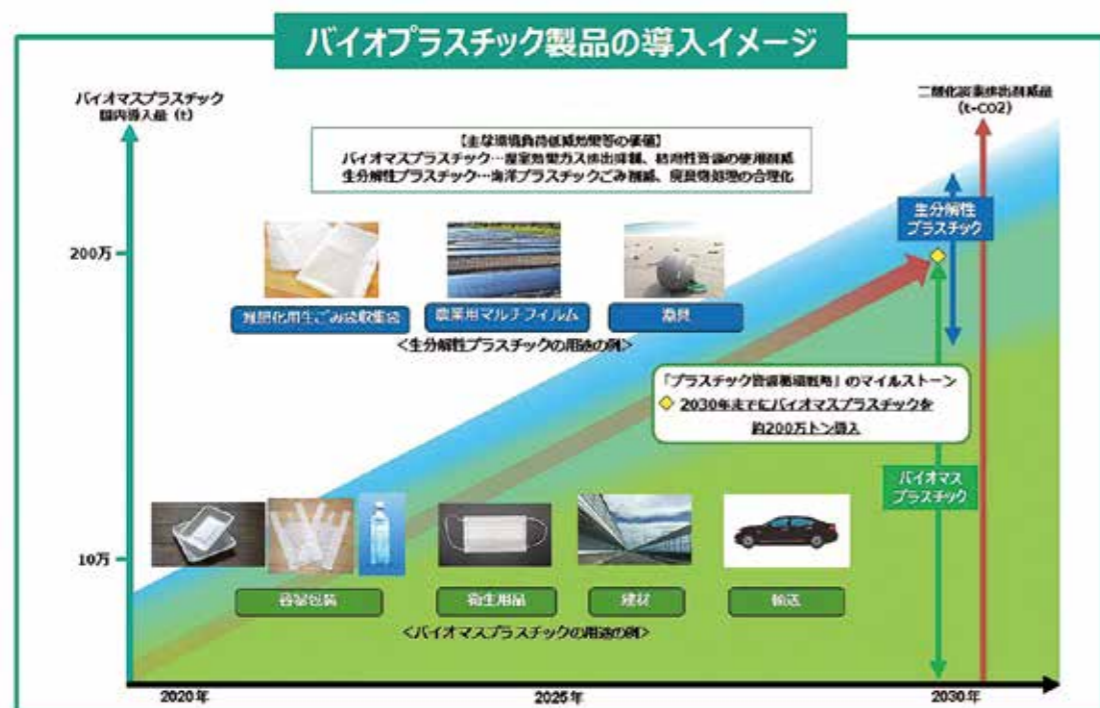 バイオプラスチック製品の導入イメージ
バイオマスプラスチック
国内導入量（t）
二酸化炭素排出削減量
（t-CO2）
【主な環境負荷低減効果等の価値】
バイオマスプラスチック…温室効果ガス排出抑制、枯渇性資源の使用削減
生分解性プラスチック…海洋プラスチックごみ削減、廃棄物処理の合理化
生分解性
プラスチック
200万
堆肥化用生ごみ袋収集袋
農業用マルチフィルム
漁具
＜生分解性プラスチックの用途の例＞
「プラスチック資源循環戦略」のマイルストーン
2030年までにバイオマスプラスチックを
約200万トン導入
バイオマス
プラスチック
10万
容器包装
衛生用品
建材
輸送
＜バイオマスプラスチックの用途の例＞
2020年
2025年
2030年